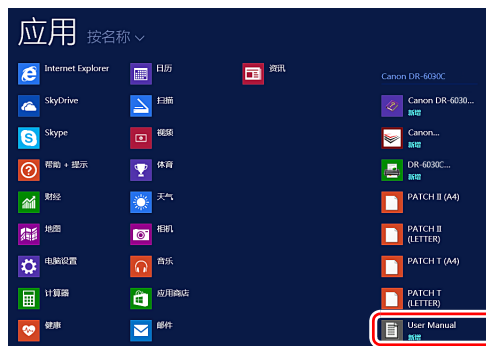 应用 按名称
Internet Explorer
SkyDrive
Skype
帮助 + 提示
财经
地图
电脑设置
计算器
健康
日历
扫描
视频
体育
天气
相机
音乐
应用商店
邮件
资讯
Canon DR-6030C
Canon DR-6030...
新增
Canon...
新增
DR-6030C...
新增
PATCH II (A4)
PATCH II
(LETTER)
PATCH T (A4)
PATCH T
(LETTER)
User Manual
新增